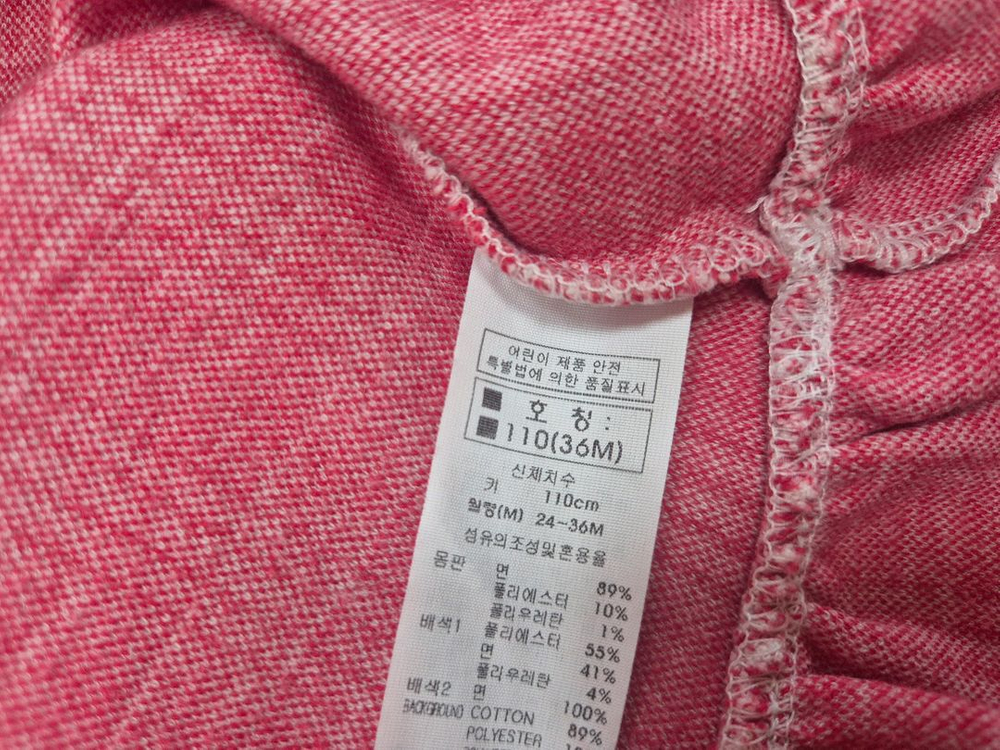 어린이 제품 안전
특별법에 의한 품질표시
호 칭 :
110(36M)
신체치수
키 110cm
월령(M) 24-36M
섬유의조성및혼용율
몸판 면 89%
폴리에스터 10%
폴리우레탄 1%
배색1 폴리에스터 55%
면 41%
폴리우레탄 4%
배색2 면 100%
BACKGROUND COTTON 89%
POLYESTER